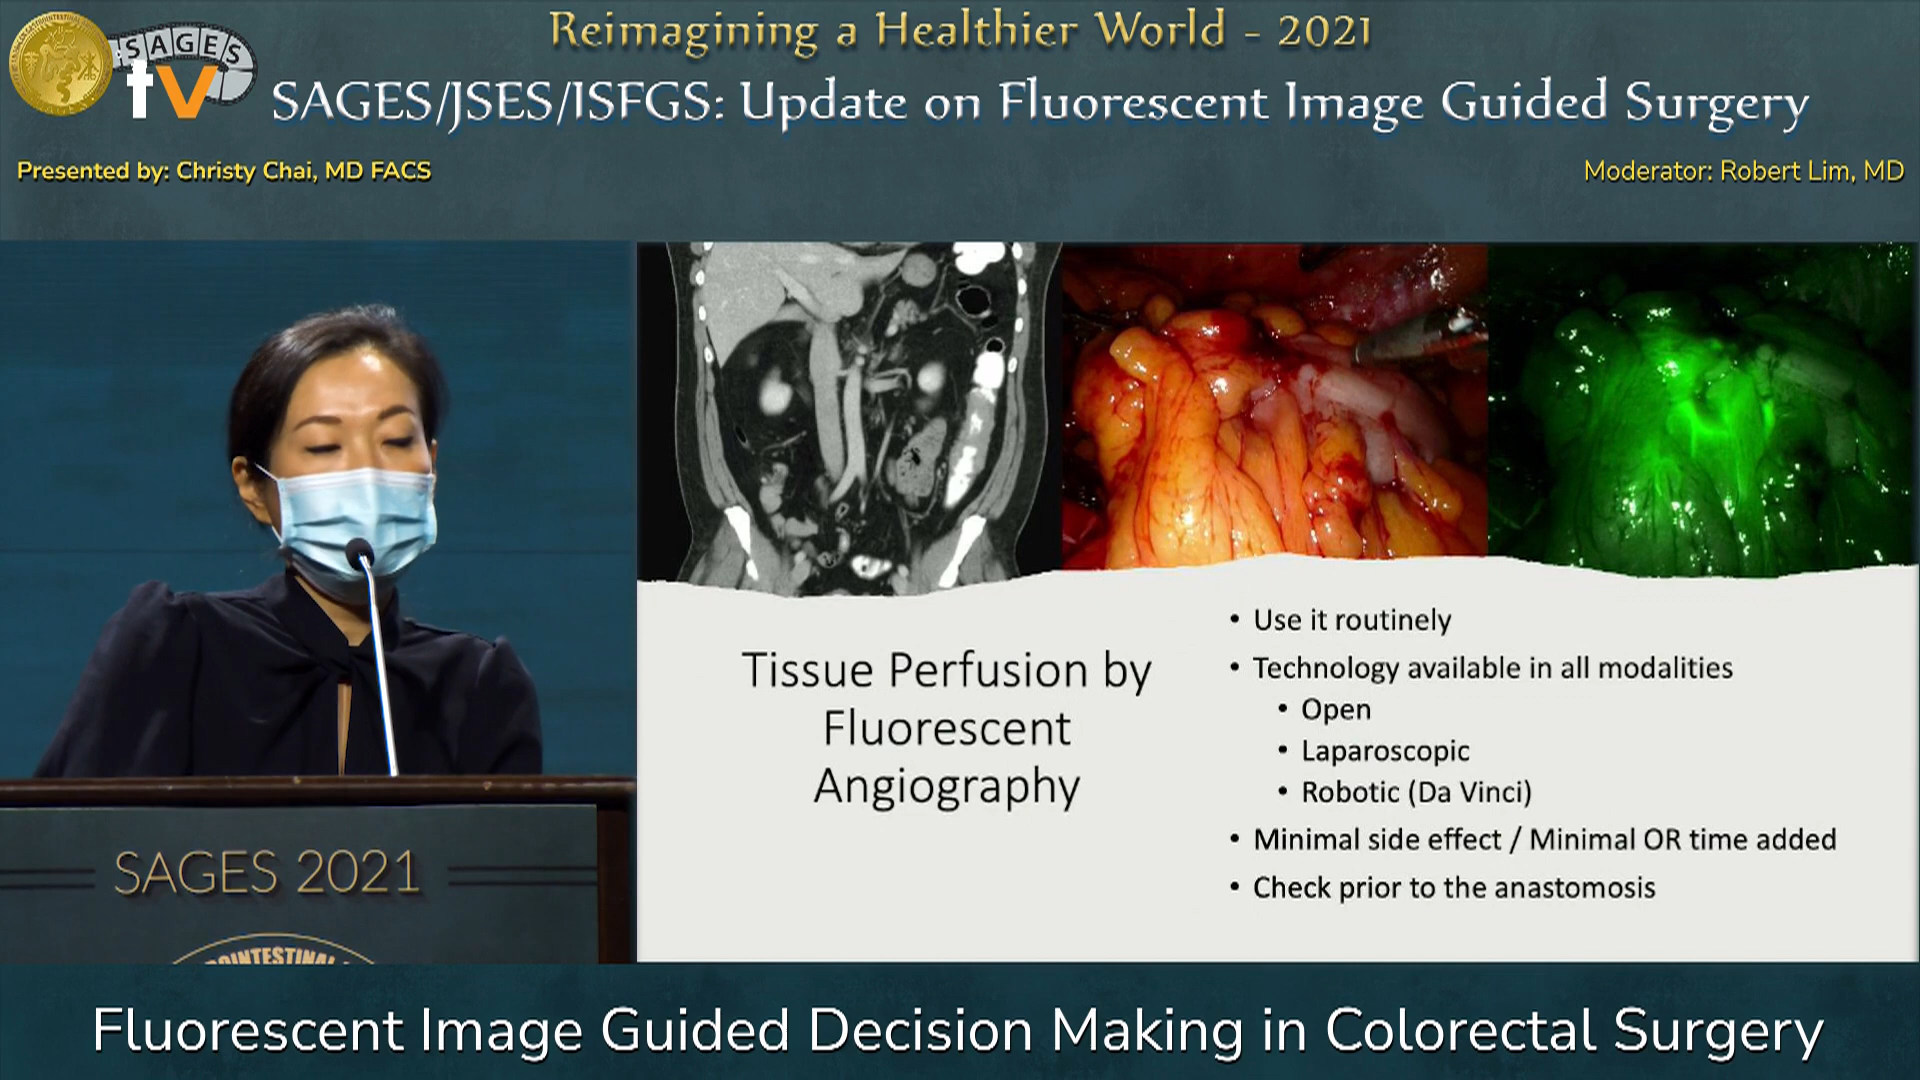 Reimagining a Healthier World - 2021
SAGES
tv
SAGES/JSES/ISFGS: Update on Fluorescent Image Guided Surgery
Presented by: Christy Chai, MD FACS
Moderator: Robert Lim, MD
Tissue Perfusion by
Fluorescent
Angiography
• Use it routinely
• Technology available in all modalities
• Open
• Laparoscopic
• Robotic (Da Vinci)
• Minimal side effect / Minimal OR time added
• Check prior to the anastomosis
SAGES 2021
OINTESTINAL
Fluorescent Image Guided Decision Making in Colorectal Surgery